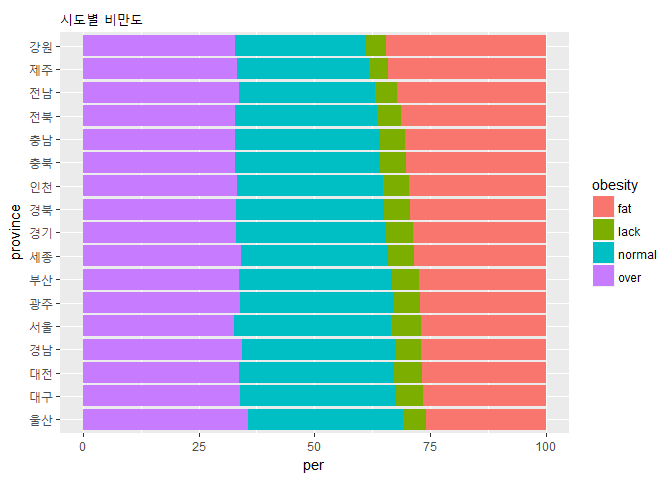 시도별 비만도
강원
제주
전남
전북
충남
충북
인천
경북
경기
세종
부산
광주
서울
경남
대전
대구
울산
province
0 25 50 75 100
per
obesity
fat
lack
normal
over